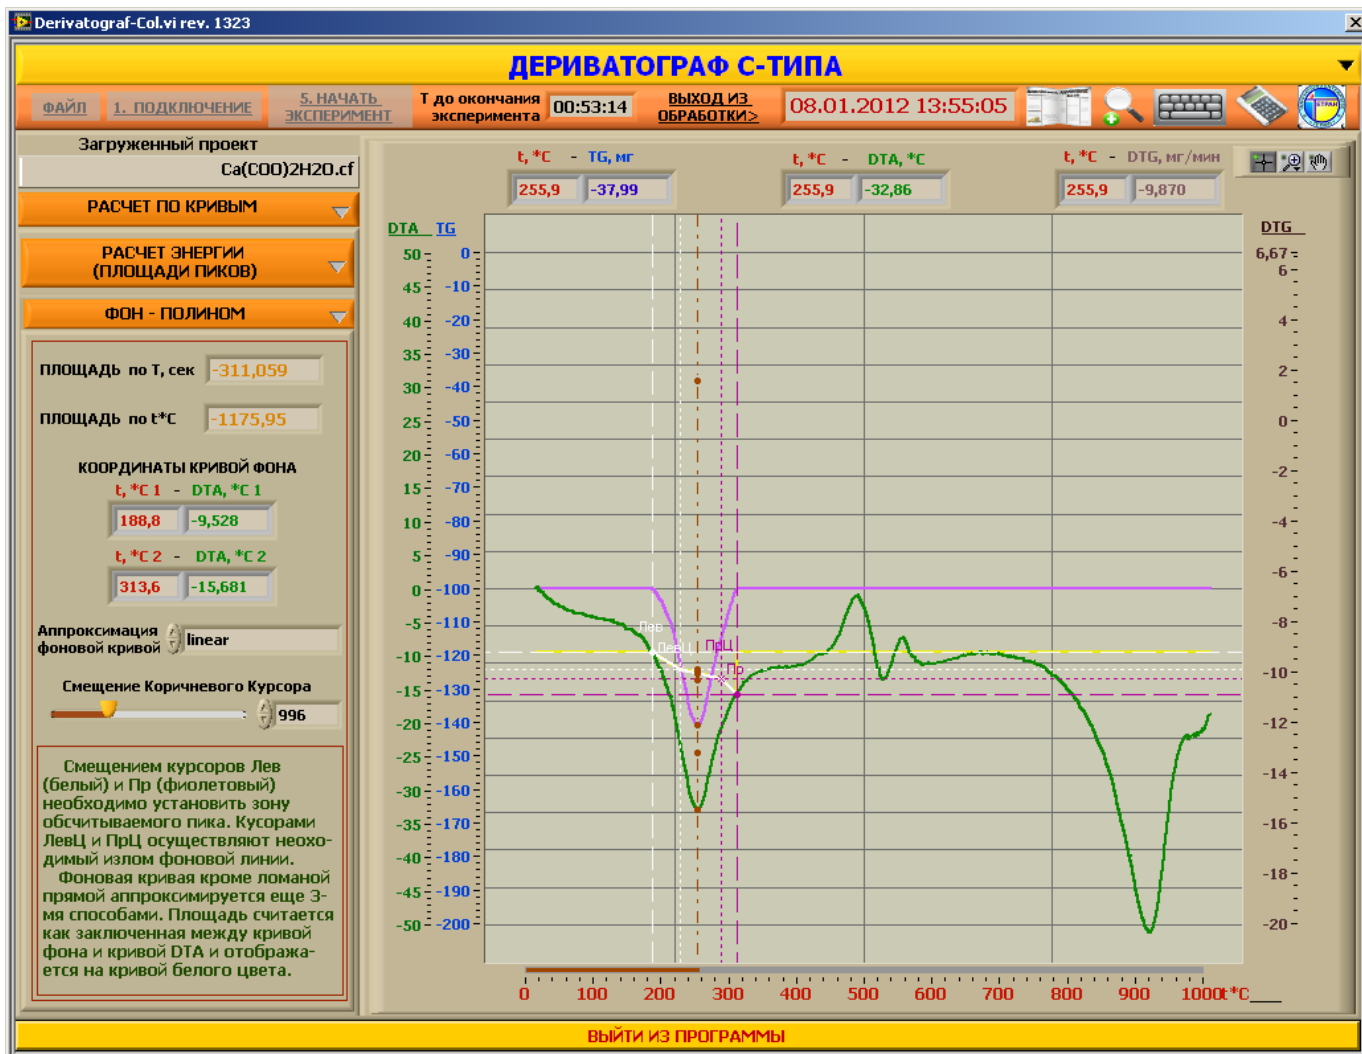 Derivatograf-Col.vi rev. 1323
ДЕРИВАТОГРАФ С-ТИПА
ФАЙЛ
1. ПОДКЛЮЧЕНИЕ
5. НАЧАТЬ
ЭКСПЕРИМЕНТ
Т до окончания
эксперимента
00:53:14
ВЫХОД ИЗ
ОБРАБОТКИ>
08.01.2012 13:55:05
Загруженный проект
Ca(COO)2H2O.cf
РАСЧЕТ ПО КРИВЫМ
РАСЧЕТ ЭНЕРГИИ
(ПЛОЩАДИ ПИКОВ)
ФОН - ПОЛИНОМ
ПЛОЩАДЬ по Т, сек -311,059
ПЛОЩАДЬ по t*C -1175,95
КООРДИНАТЫ КРИВОЙ ФОНА
t, *C 1 - DTA, *C 1
188,8 -9,528
t, *C 2 - DTA, *C 2
313,6 -15,681
Аппроксимация
фоновой кривой
linear
Смещение Коричневого Курсора
996
Смещением курсоров Лев
(белый) и Пр (фиолетовый)
необходимо установить зону
обсчитываемого пика. Кусорами
ЛевЦ и ПрЦ осуществляют неохо-
димый излом фоновой линии.
Фоновая кривая кроме ломаной
прямой аппроксимируется еще 3-
мя способами. Площадь считается
как заключенная между кривой
фона и кривой DTA и отобража-
ется на кривой белого цвета.
t, *C - TG, мг
255,9 -37,99
t, *C - DTA, *C
255,9 -32,86
t, *C - DTG, мг/мин
255,9 -9,870
DTA TG
50 0
45 -10
40 -20
35 -30
30 -40
25 -50
20 -60
15 -70
10 -80
5 -90
0 -100
-5 -110
-10 -120
-15 -130
-20 -140
-25 -150
-30 -160
-35 -170
-40 -180
-45 -190
-50 -200
Лев
ЛевЦ
ПрЦ
Пр
DTG
6,67
6
4
2
0
-2
-4
-6
-8
-10
-12
-14
-16
-18
-20
0 100 200 300 400 500 600 700 800 900 1000 t*C
ВЫЙТИ ИЗ ПРОГРАММЫ